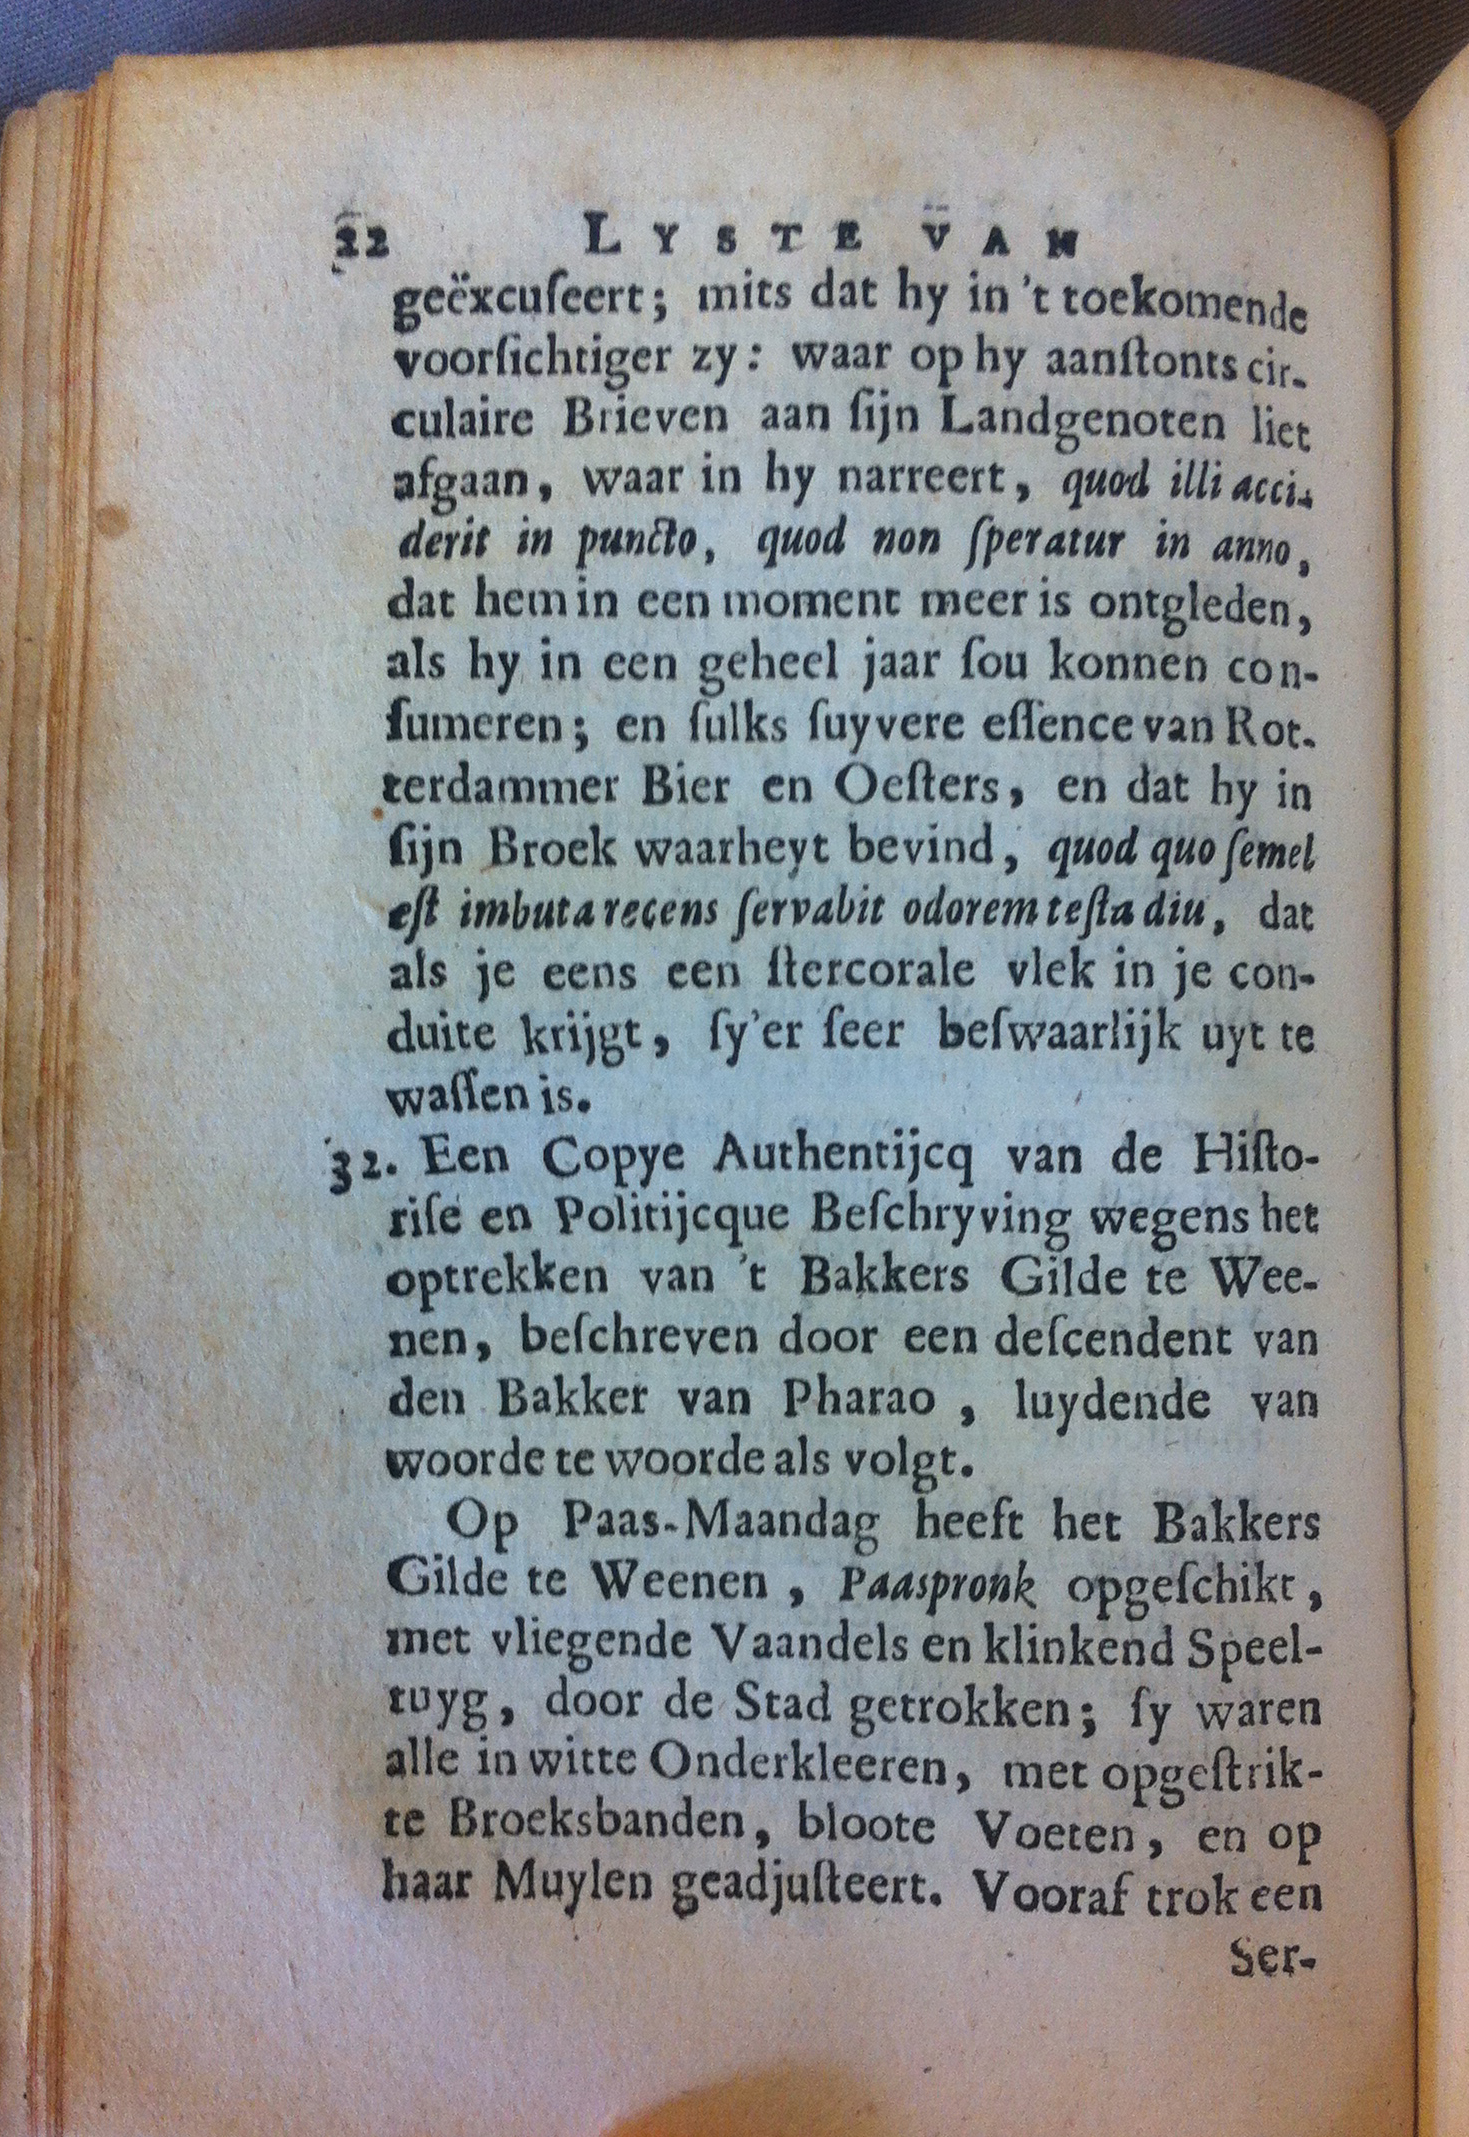 22 LYSTE VAN
geëxcuſeert; mits dat hy in 't toekomende
voorſichtiger zy: waar op hy aanſtonts cir-
culaire Brieven aan ſijn Landgenoten liet
afgaan, waar in hy narreert, quod illi acci-
derit in puncto, quod non ſperatur in anno,
dat hem in een moment meer is ontgleden,
als hy in een geheel jaar ſou konnen con-
ſumeren; en ſulks ſuyvere eſſence van Rot-
terdammer Bier en Oeſters, en dat hy in
ſijn Broek waarheyt bevind, quod quo ſemel
eſt imbuta recens ſervabit odorem teſta diu, dat
als je eens een ſtercorale vlek in je con-
duite krijgt, ſy'er ſeer beſwaarlijk uyt te
waſſen is.
32. Een Copye Authentijcq van de Hiſto-
riſe en Politijcque Beſchryving wegens het
optrekken van 't Bakkers Gilde te Wee-
nen, beſchreven door een deſcendent van
den Bakker van Pharao, luydende van
woorde te woorde als volgt.
Op Paas-Maandag heeft het Bakkers
Gilde te Weenen, Paaspronk opgeſchikt,
met vliegende Vaandels en klinkend Speel-
tuyg, door de Stad getrokken; ſy waren
alle in witte Onderkleeren, met opgeſtrik-
te Broeksbanden, bloote Voeten, en op
haar Muylen geadjuſteert. Vooraf trok een
Ser-